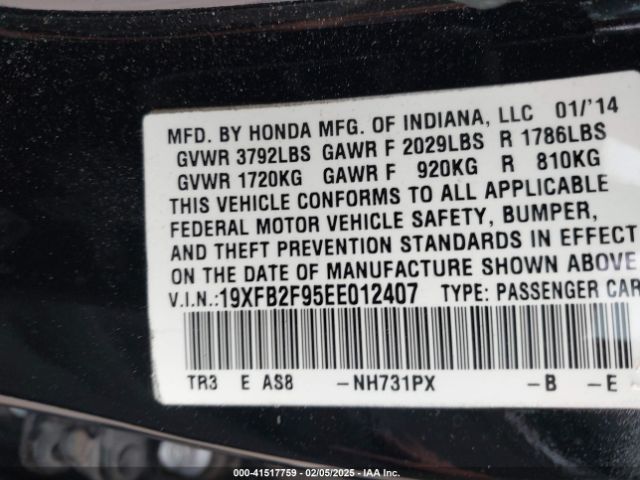 MFD. BY HONDA MFG. OF INDIANA, LLC 01/'14
GVWR 3792LBS GAWR F 2029LBS R 1786LBS
GVWR 1720KG GAWR F 920KG R 810KG
THIS VEHICLE CONFORMS TO ALL APPLICABLE
FEDERAL MOTOR VEHICLE SAFETY, BUMPER,
AND THEFT PREVENTION STANDARDS IN EFFECT
ON THE DATE OF MANUFACTURE SHOWN ABOVE
V.I.N.:19XFB2F95EE012407 TYPE: PASSENGER CAR
TR3 E AS8 -NH731PX -B -E
000-41517759 - 02/05/2025 - IAA Inc.